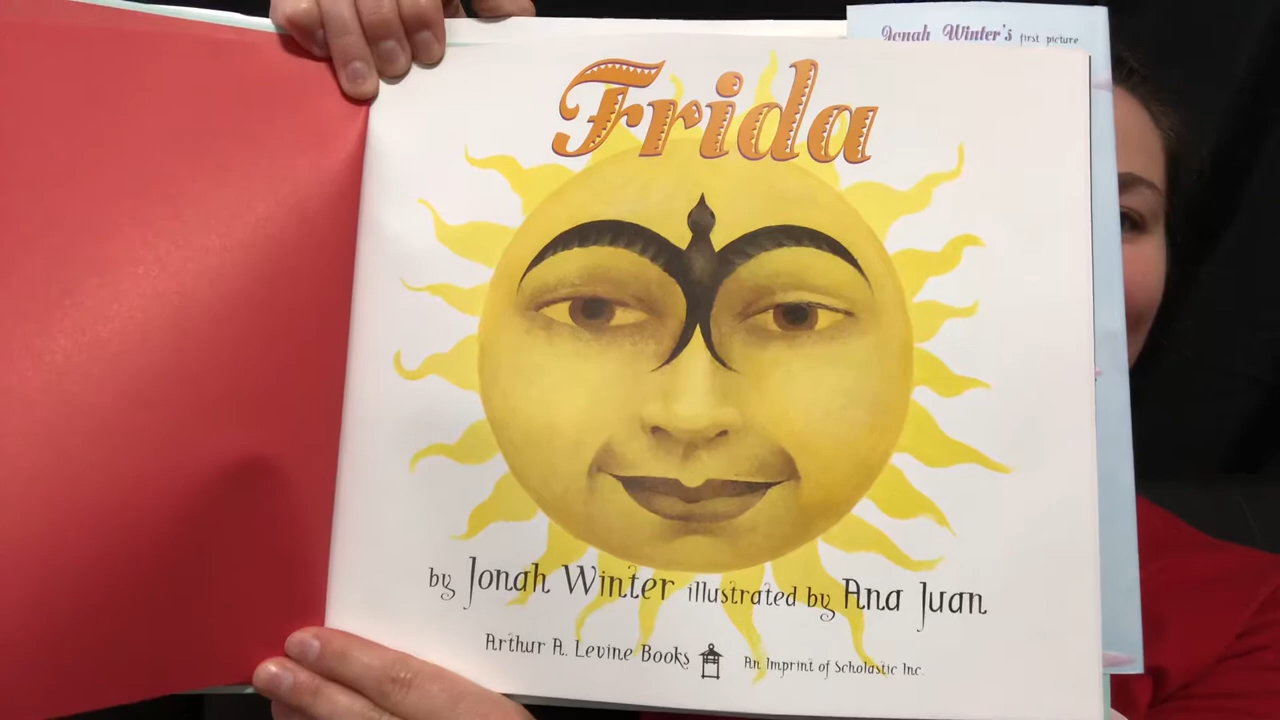 Jonah Winter's first picture
Frida
by Jonah Winter illustrated by Ana Juan
Arthur A. Levine Books An Imprint of Scholastic Inc.